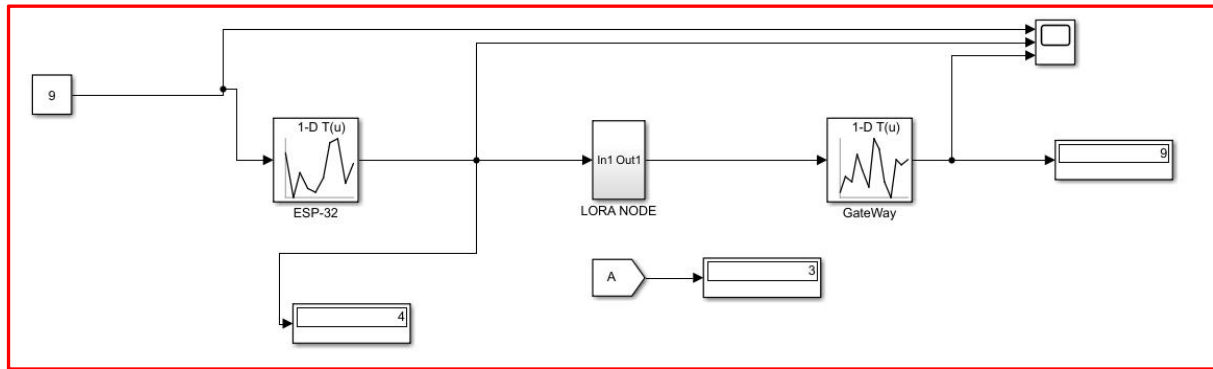 9
1-D T(u)
ESP-32
In1 Out1
LORA NODE
1-D T(u)
GateWay
9
A
3
4